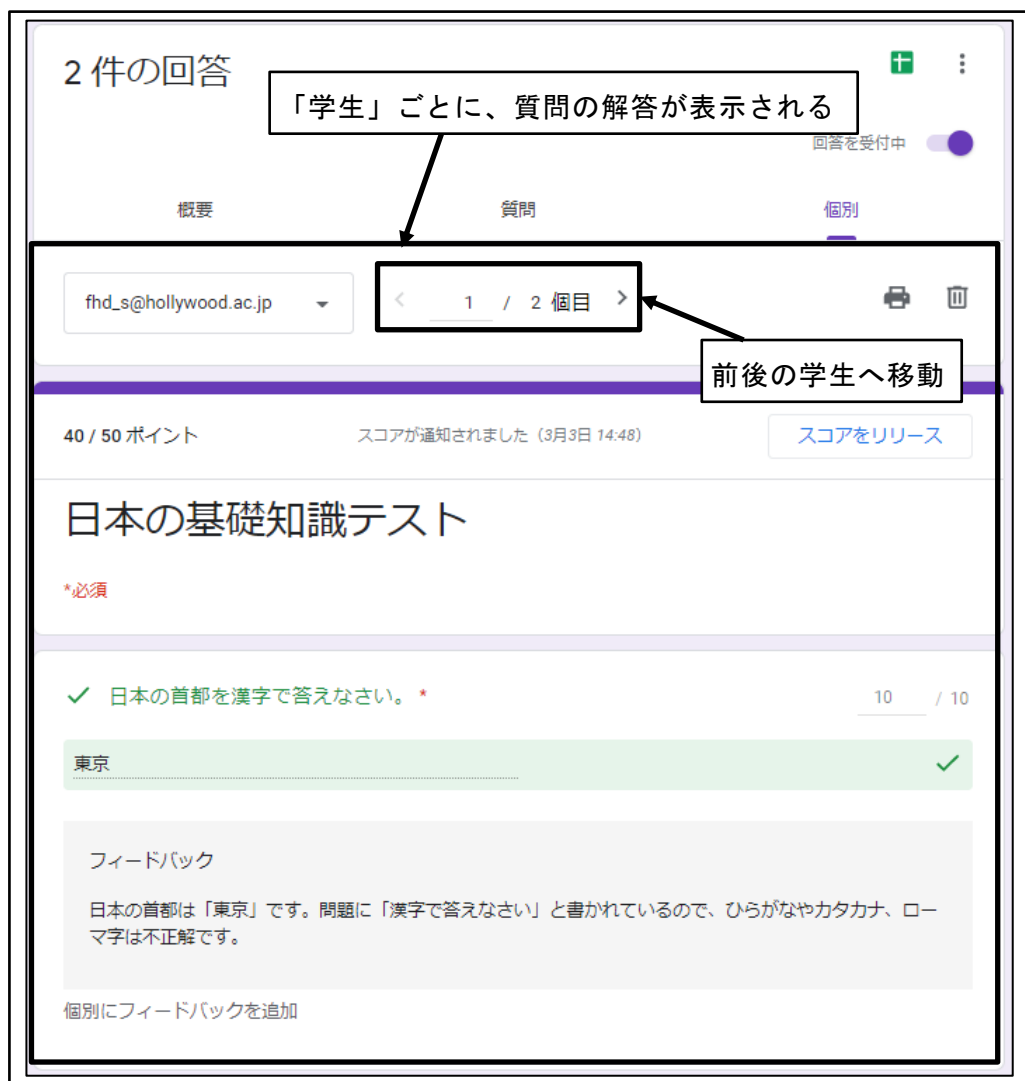 2 件の回答
「学生」ごとに、質問の解答が表示される
回答を受付中
概要
質問
個別
fhd_s@hollywood.ac.jp
1 / 2 個目
前後の学生へ移動
40 / 50 ポイント
スコアが通知されました（3月3日 14:48）
スコアをリリース
日本の基礎知識テスト
*必須
日本の首都を漢字で答えなさい。 *
10 / 10
東京
フィードバック
日本の首都は「東京」です。問題に「漢字で答えなさい」と書かれているので、ひらがなやカタカナ、ロー
マ字は不正解です。
個別にフィードバックを追加